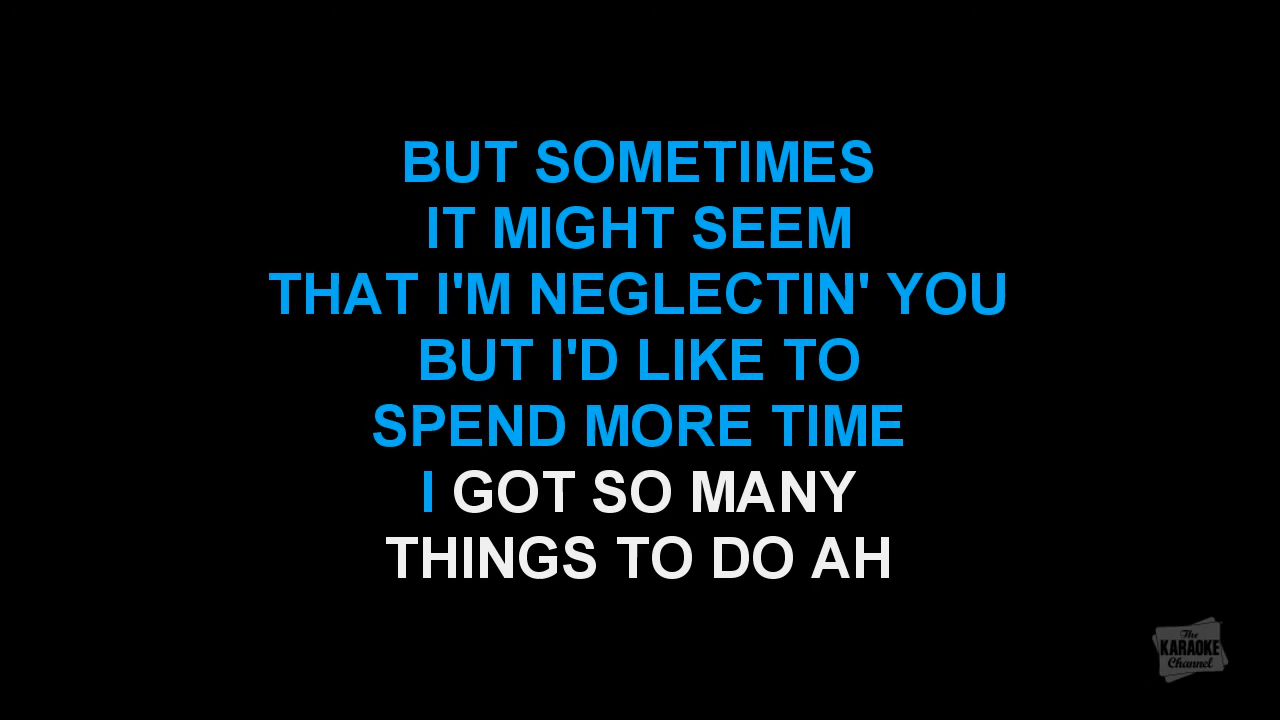 BUT SOMETIMES
IT MIGHT SEEM
THAT I'M NEGLECTIN' YOU
BUT I'D LIKE TO
SPEND MORE TIME
I GOT SO MANY
THINGS TO DO AH
The
KARAOKE
Channel